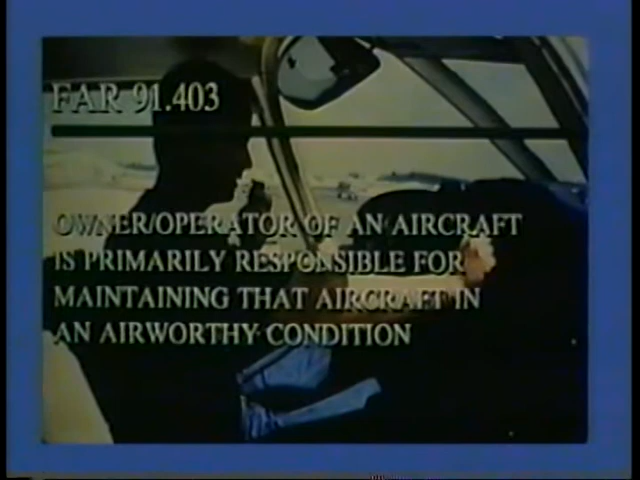 FAR 91.403
OWNER/OPERATOR OF AN AIRCRAFT
IS PRIMARILY RESPONSIBLE FOR
MAINTAINING THAT AIRCRAFT IN
AN AIRWORTHY CONDITION